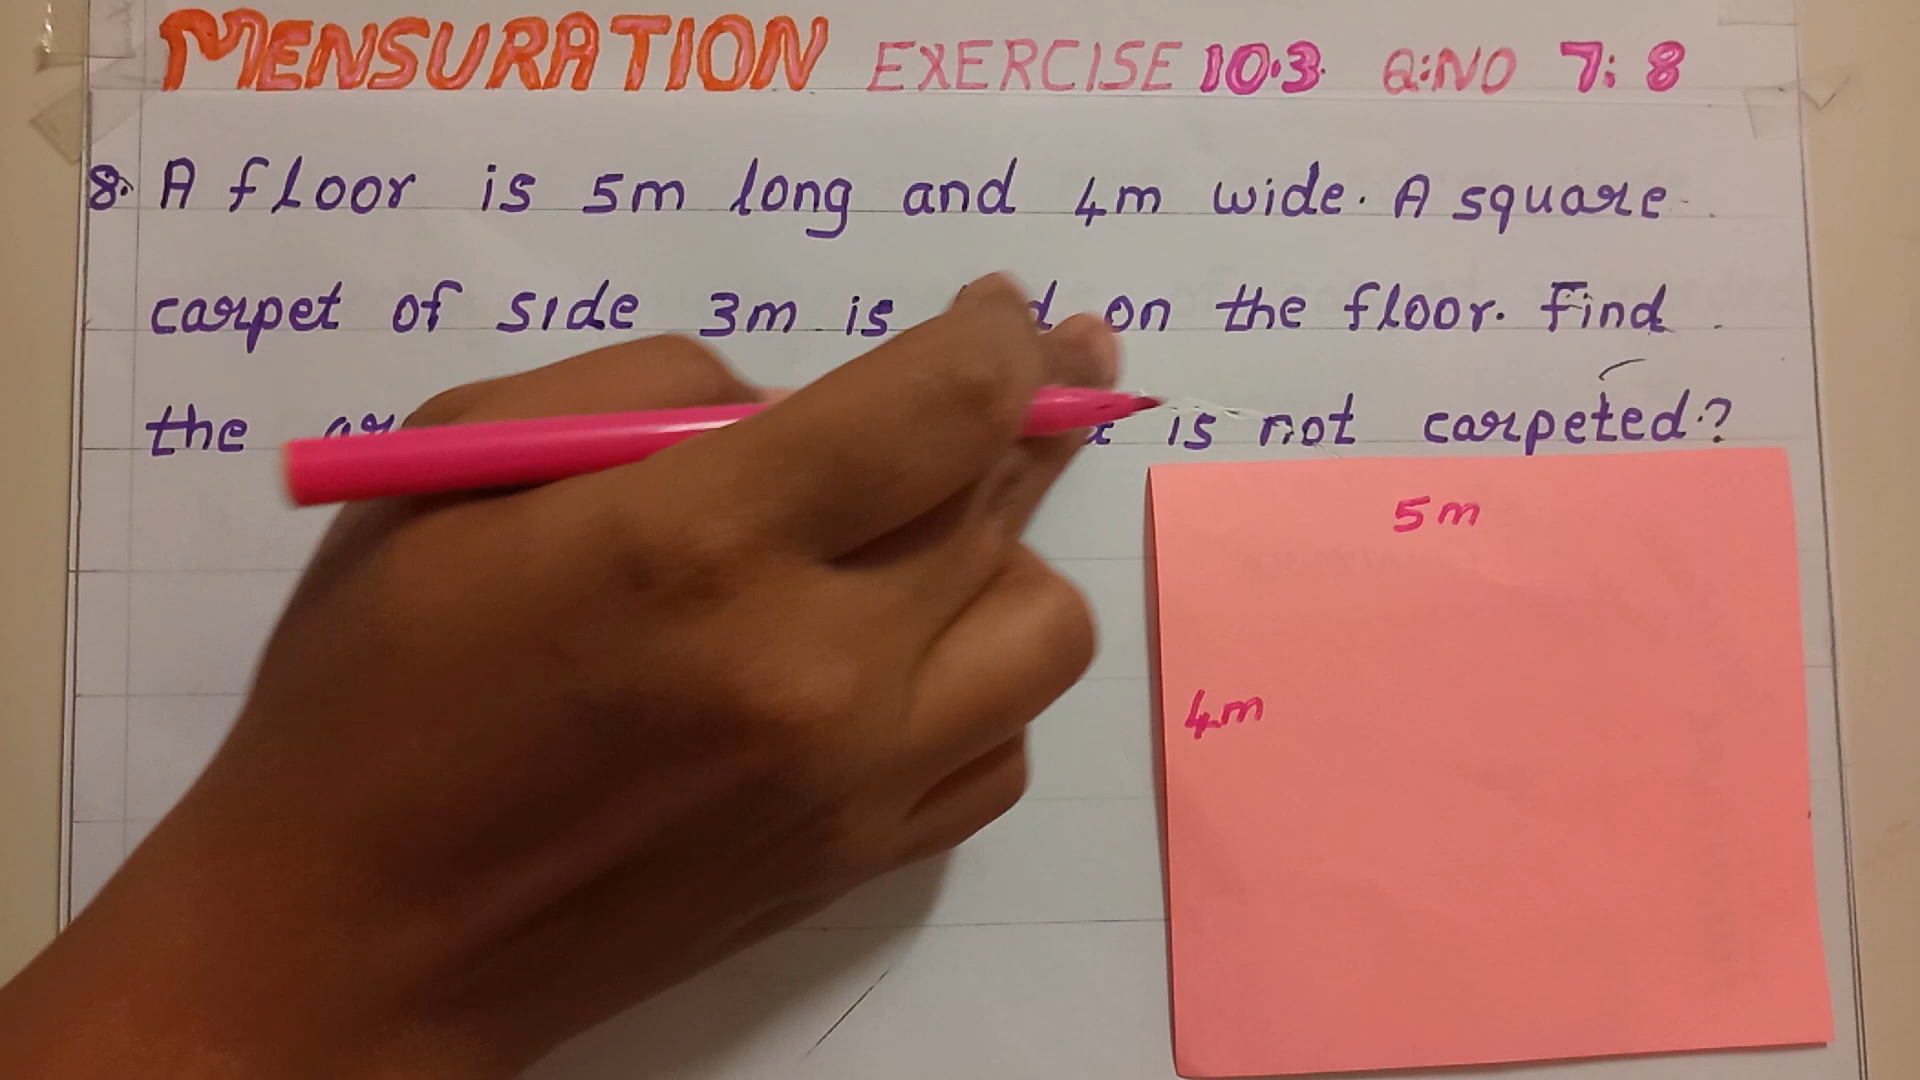 MENSURATION EXERCISE 10.3 Q:NO 7: 8
8. A floor is 5m long and 4m wide. A square
carpet of side 3m is on the floor. Find
the is not carpeted?
5m
4m